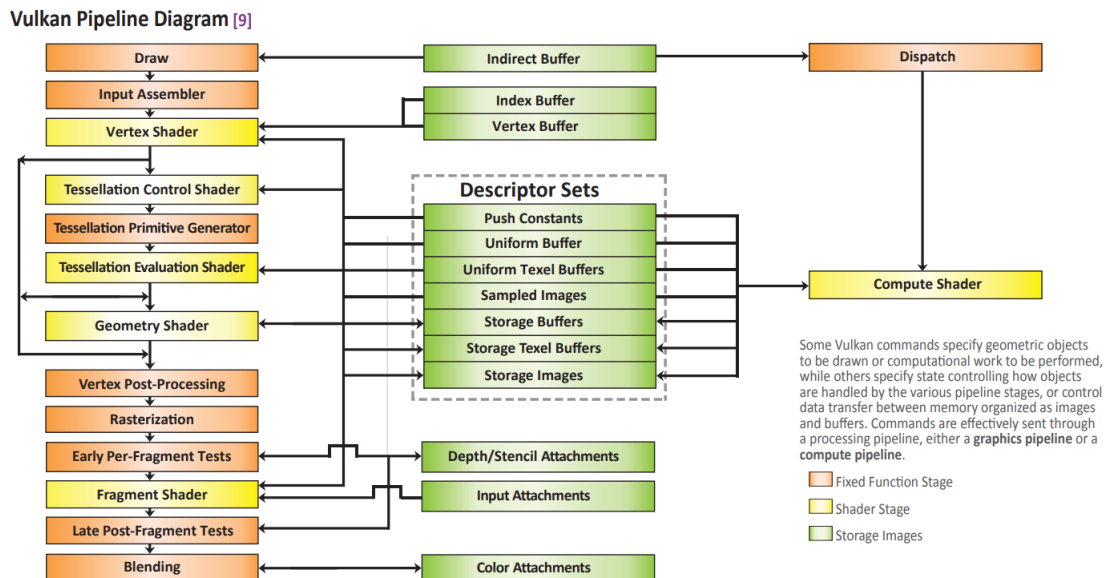 Vulkan Pipeline Diagram [9]
Draw
Input Assembler
Vertex Shader
Tessellation Control Shader
Tessellation Primitive Generator
Tessellation Evaluation Shader
Geometry Shader
Vertex Post-Processing
Rasterization
Early Per-Fragment Tests
Fragment Shader
Late Post-Fragment Tests
Blending
Indirect Buffer
Index Buffer
Vertex Buffer
Descriptor Sets
Push Constants
Uniform Buffer
Uniform Texel Buffers
Sampled Images
Storage Buffers
Storage Texel Buffers
Storage Images
Depth/Stencil Attachments
Input Attachments
Color Attachments
Dispatch
Compute Shader
Some Vulkan commands specify geometric objects
to be drawn or computational work to be performed,
while others specify state controlling how objects
are handled by the various pipeline stages, or control
data transfer between memory organized as images
and buffers. Commands are effectively sent through
a processing pipeline, either a graphics pipeline or a
compute pipeline.
Fixed Function Stage
Shader Stage
Storage Images